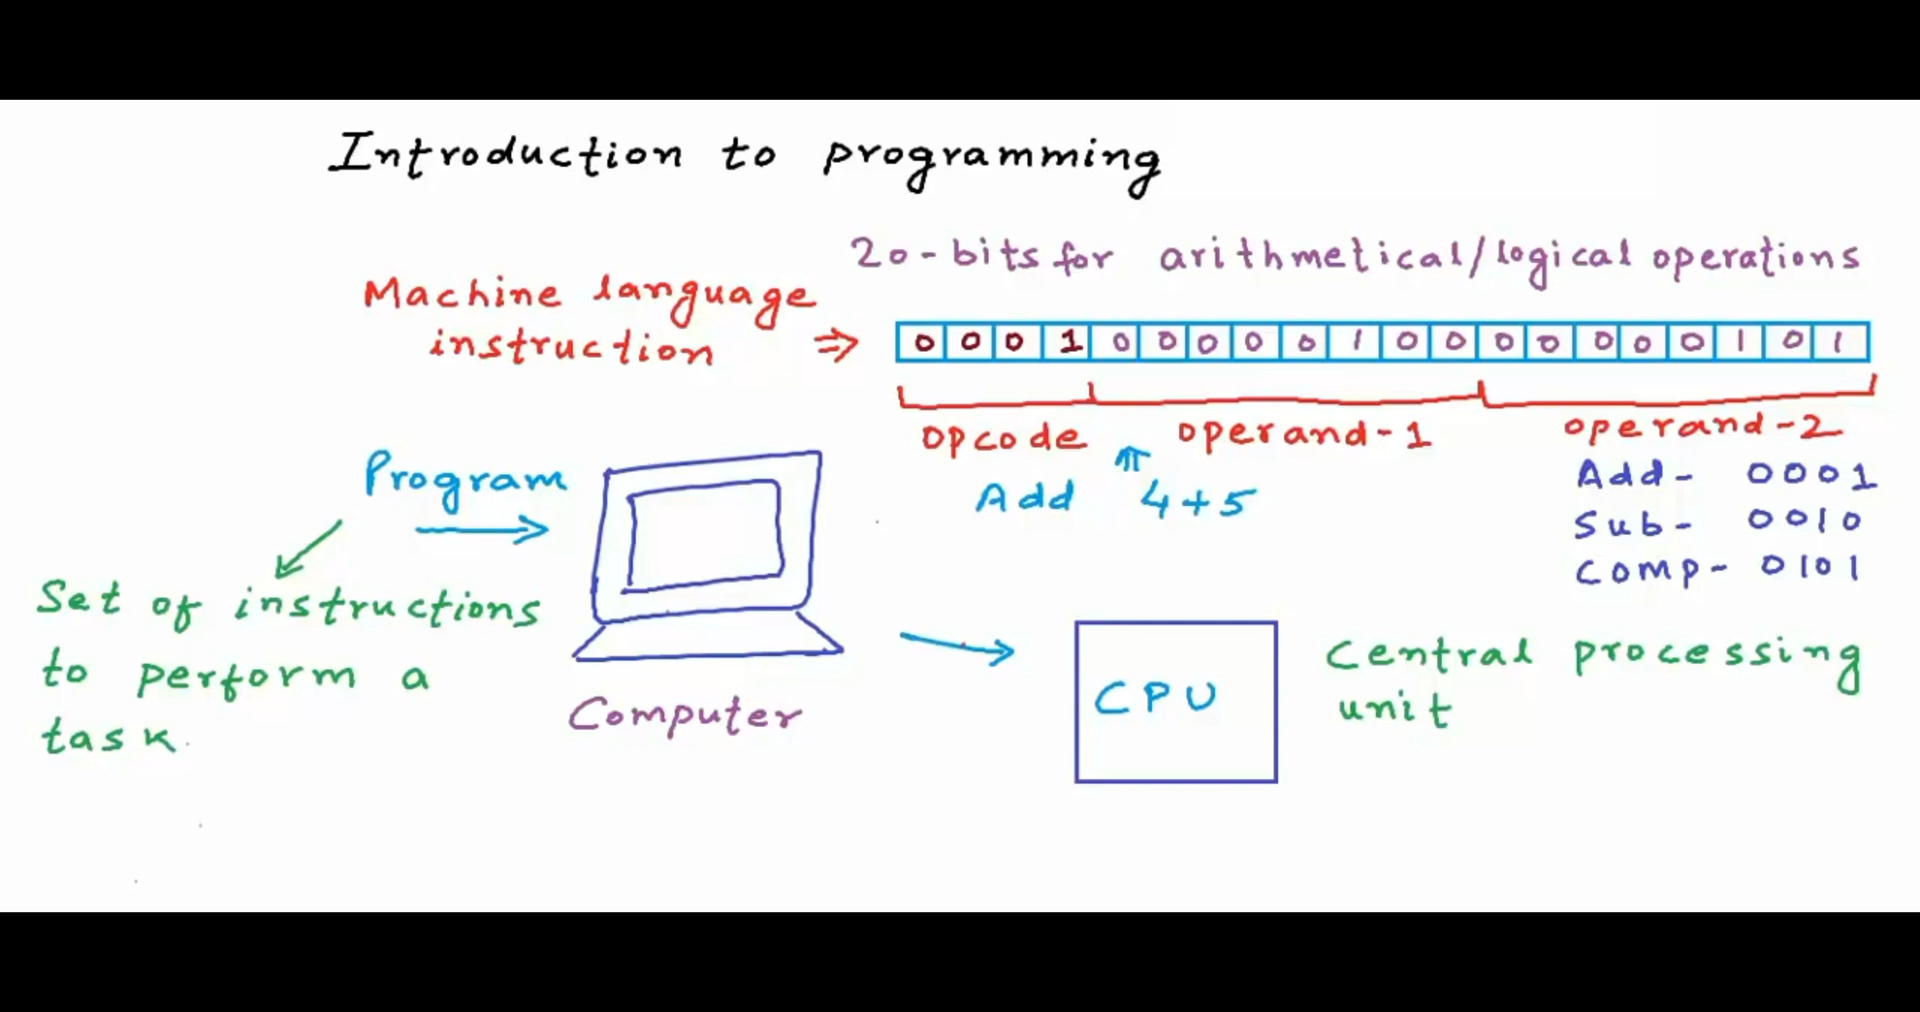 Introduction to programming
20-bits for arithmetical/logical operations
Machine language
instruction ⇒
0 0 0 1 0 0 0 0 0 1 0 0 0 0 0 0 0 1 0 1
opcode operand-1 operand-2
Add 4+5
Add- 0001
Sub- 0010
Comp- 0101
Program
Set of instructions
to perform a
task.
Computer
CPU
Central processing
unit